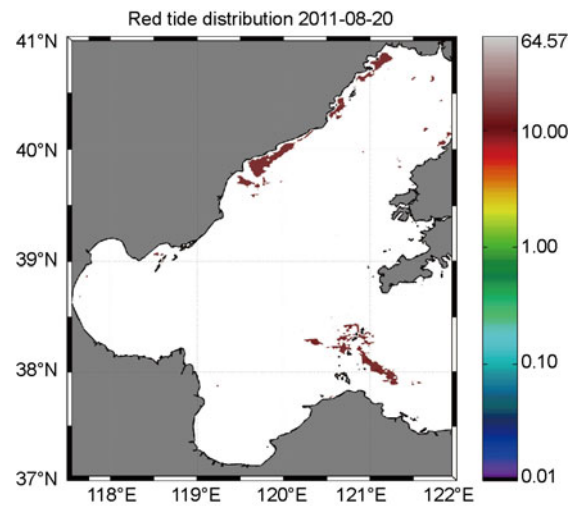 Red tide distribution 2011-08-20
41°N
40°N
39°N
38°N
37°N
118°E 119°E 120°E 121°E 122°E
64.57
10.00
1.00
0.10
0.01